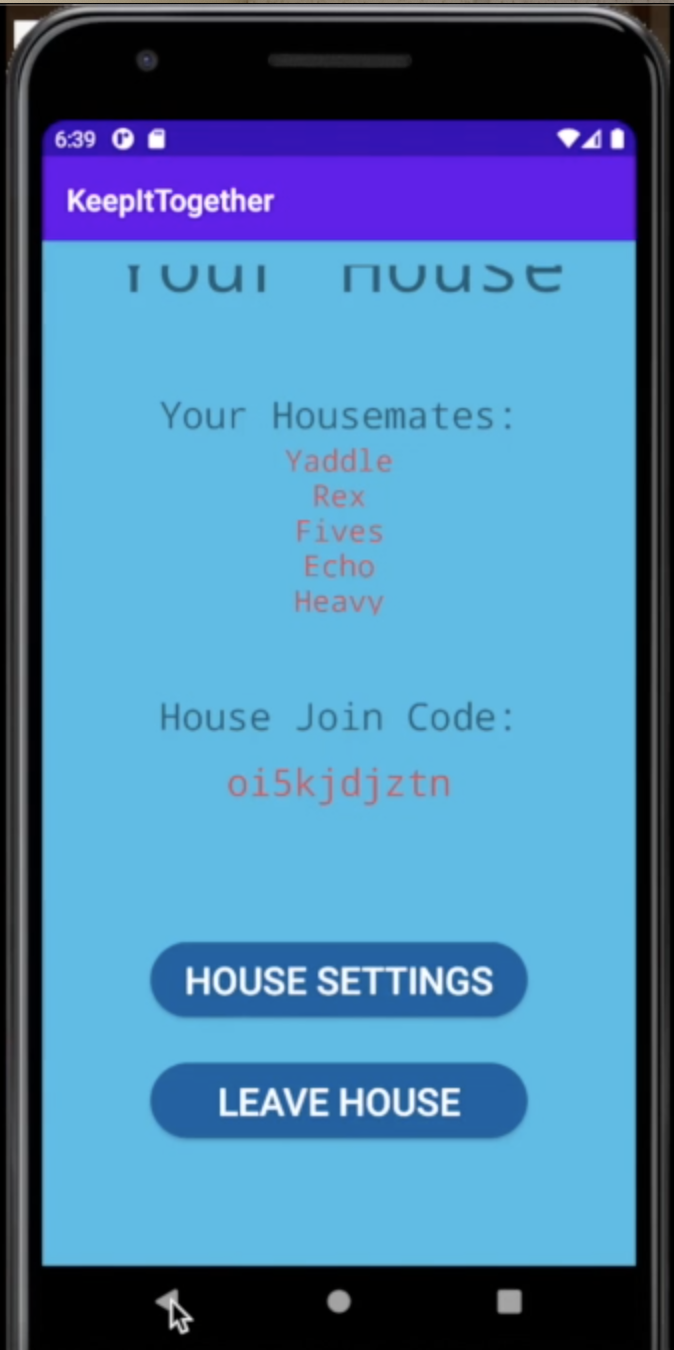 6:39
KeepItTogether
Your House
Your Housemates:
Yaddle
Rex
Fives
Echo
Heavy
House Join Code:
oi5kjdjztn
HOUSE SETTINGS
LEAVE HOUSE